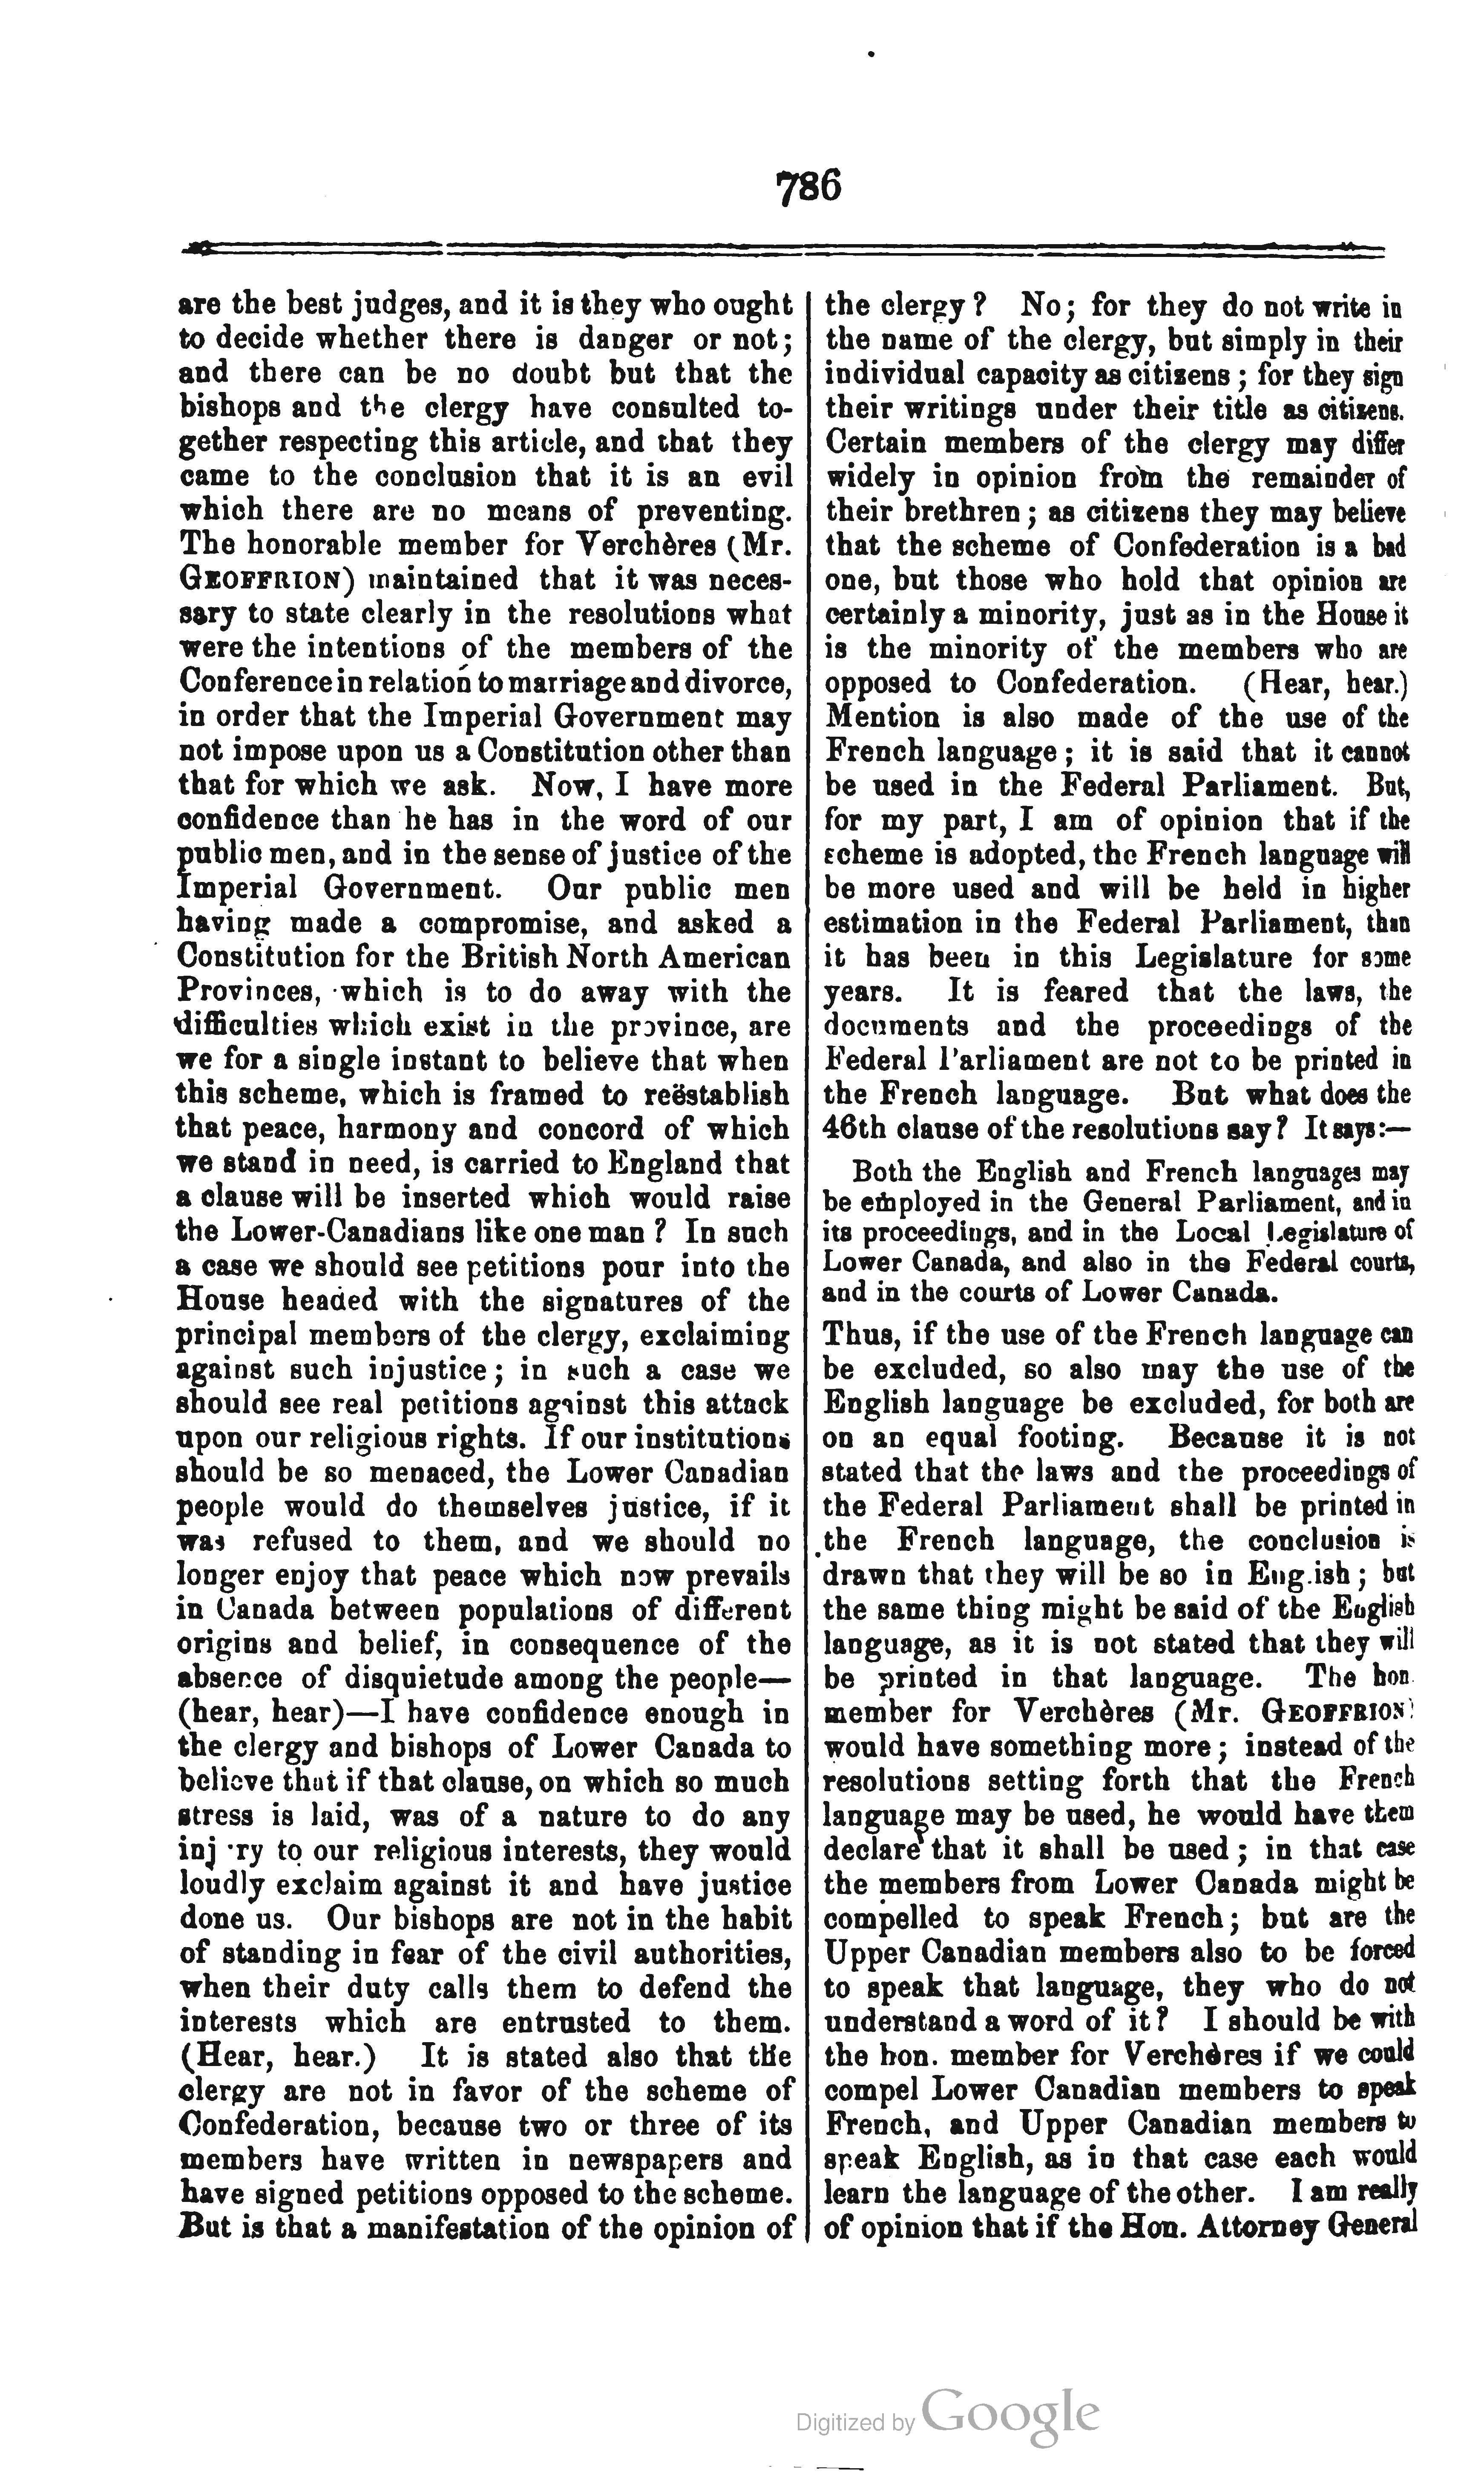 786
are the best judges, and it is they who ought
to decide whether there is danger or not;
and there can be no doubt but that the
bishops and the clergy have consulted to-
gether respecting this article, and that they
came to the conclusion that it is an evil
which there are no means of preventing.
The honorable member for Verchères (Mr.
GEOFFRION) maintained that it was neces-
sary to state clearly in the resolutions what
were the intentions of the members of the
Conference in relation to marriage and divorce,
in order that the Imperial Government may
not impose upon us a Constitution other than
that for which we ask. Now, I have more
confidence than he has in the word of our
public men, and in the sense of justice of the
Imperial Government. Our public men
having made a compromise, and asked a
Constitution for the British North American
Provinces, which is to do away with the
difficulties which exist in the province, are
we for a single instant to believe that when
this scheme, which is framed to reëstablish
that peace, harmony and concord of which
we stand in need, is carried to England that
a clause will be inserted which would raise
the Lower-Canadians like one man? In such
a case we should see petitions pour into the
House headed with the signatures of the
principal members of the clergy, exclaiming
against such injustice; in such a case we
should see real petitions against this attack
upon our religious rights. If our institutions
should be so menaced, the Lower Canadian
people would do themselves justice, if it
was refused to them, and we should no
longer enjoy that peace which now prevails
in Canada between populations of different
origins and belief, in consequence of the
absence of disquietude among the people—
(hear, hear)—I have confidence enough in
the clergy and bishops of Lower Canada to
believe that if that clause, on which so much
stress is laid, was of a nature to do any
inj ry to our religious interests, they would
loudly exclaim against it and have justice
done us. Our bishops are not in the habit
of standing in fear of the civil authorities,
when their duty calls them to defend the
interests which are entrusted to them.
(Hear, hear.) It is stated also that the
clergy are not in favor of the scheme of
Confederation, because two or three of its
members have written in newspapers and
have signed petitions opposed to the scheme.
But is that a manifestation of the opinion of
the clergy? No; for they do not write in
the name of the clergy, but simply in their
individual capacity as citizens; for they sign
their writings under their title as citizens.
Certain members of the clergy may differ
widely in opinion from the remainder of
their brethren; as citizens they may believe
that the scheme of Confederation is a bad
one, but those who hold that opinion are
certainly a minority, just as in the House it
is the minority of the members who are
opposed to Confederation. (Hear, hear.)
Mention is also made of the use of the
French language; it is said that it cannot
be used in the Federal Parliament. But,
for my part, I am of opinion that if the
scheme is adopted, the French language will
be more used and will be held in higher
estimation in the Federal Parliament, than
it has been in this Legislature for some
years. It is feared that the laws, the
documents and the proceedings of the
Federal Parliament are not to be printed in
the French language. But what does the
46th clause of the resolutions say? It says:—
Both the English and French languages may
be employed in the General Parliament, and in
its proceedings, and in the Local Legislature of
Lower Canada, and also in the Federal courts,
and in the courts of Lower Canada.
Thus, if the use of the French language can
be excluded, so also may the use of the
English language be excluded, for both are
on an equal footing. Because it is not
stated that the laws and the proceedings of
the Federal Parliament shall be printed in
the French language, the conclusion is
drawn that they will be so in English; but
the same thing might be said of the English
language, as it is not stated that they will
be printed in that language. The hon.
member for Verchères (Mr. GEOFFRION)
would have something more; instead of the
resolutions setting forth that the French
language may be used, he would have them
declare that it shall be used; in that case
the members from Lower Canada might be
compelled to speak French; but are the
Upper Canadian members also to be forced
to speak that language, they who do not
understand a word of it? I should be with
the hon. member for Verchères if we could
compel Lower Canadian members to speak
French, and Upper Canadian members to
speak English, as in that case each would
learn the language of the other. I am really
of opinion that if the Hon. Attorney General
Digitized by Google